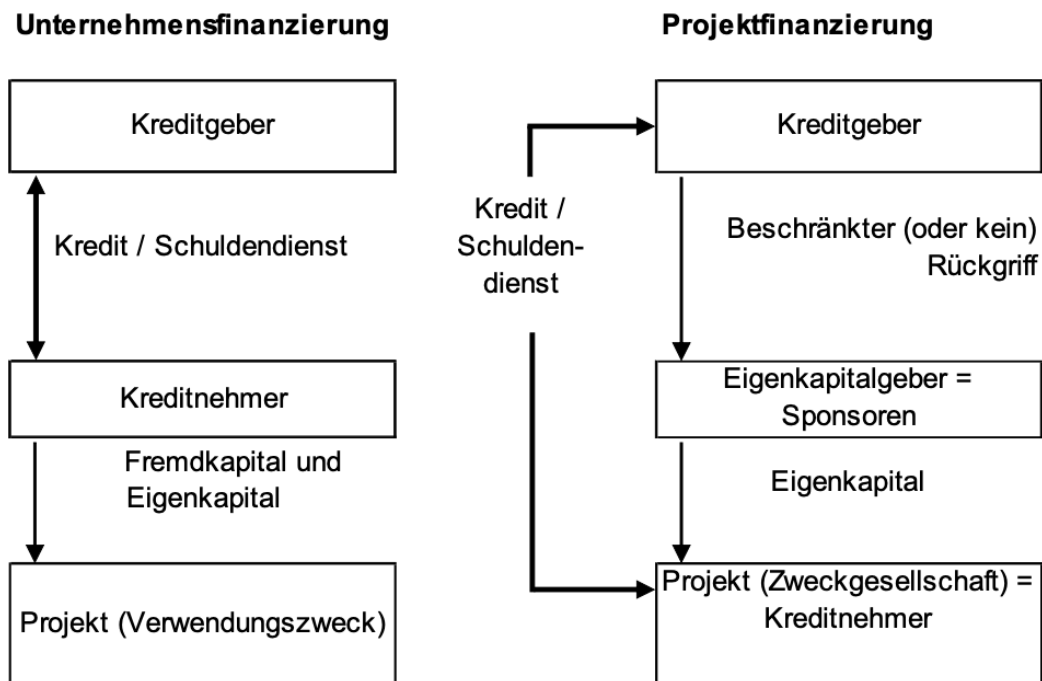 Unternehmensfinanzierung
Kreditgeber
Kredit / Schuldendienst
Kreditnehmer
Fremdkapital und
Eigenkapital
Projekt (Verwendungszweck)
Projektfinanzierung
Kreditgeber
Kredit /
Schulden-
dienst
Beschränkter (oder kein)
Rückgriff
Eigenkapitalgeber =
Sponsoren
Eigenkapital
Projekt (Zweckgesellschaft) =
Kreditnehmer